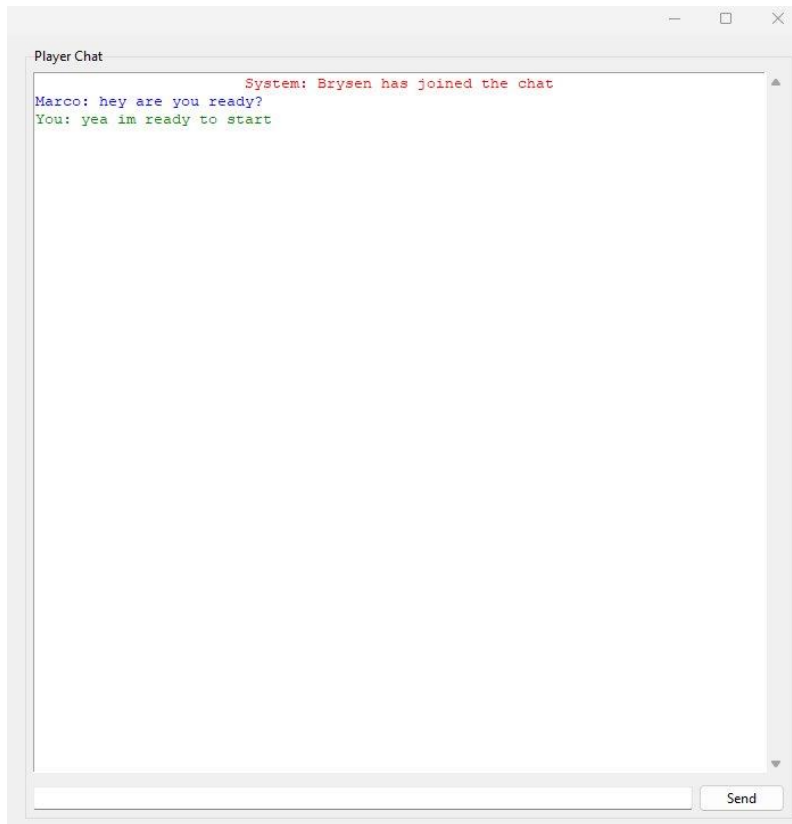 Player Chat
System: Brysen has joined the chat
Marco: hey are you ready?
You: yea im ready to start
Send